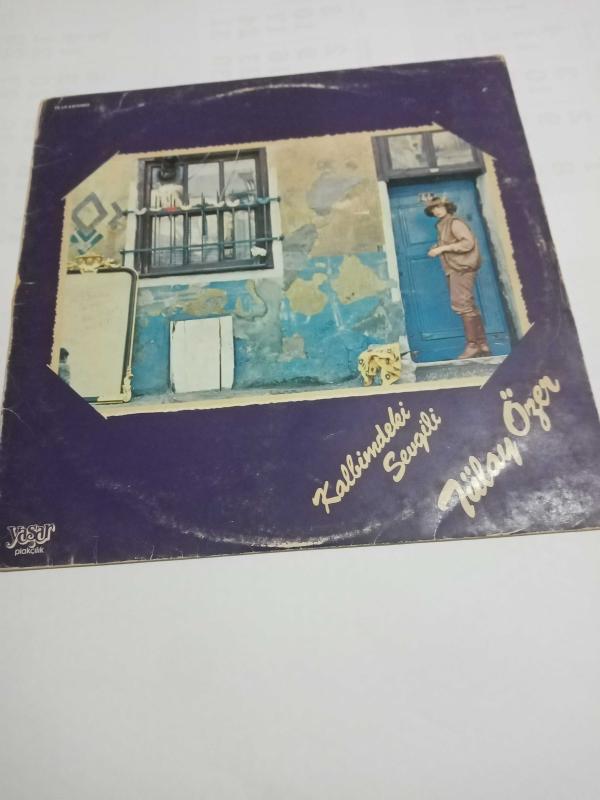 Kalbimdeki
Sevgili
Tülay Özer
yaşar
plakçılık